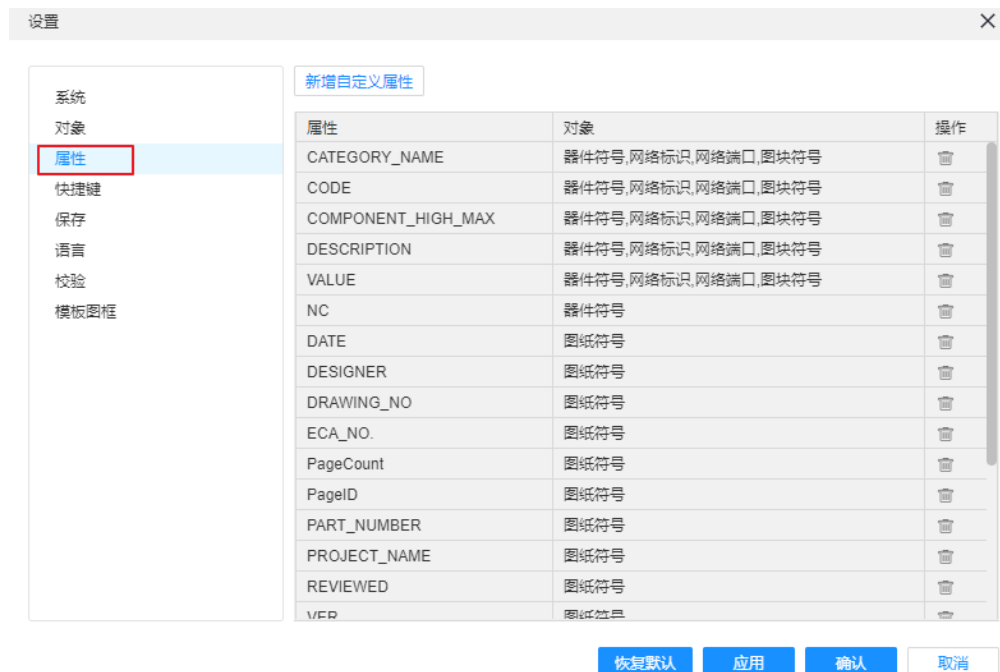 设置
系统
对象
属性
快捷键
保存
语言
校验
模板图框
新增自定义属性
属性 对象 操作
CATEGORY_NAME 器件符号,网络标识,网络端口,图块符号
CODE 器件符号,网络标识,网络端口,图块符号
COMPONENT_HIGH_MAX 器件符号,网络标识,网络端口,图块符号
DESCRIPTION 器件符号,网络标识,网络端口,图块符号
VALUE 器件符号,网络标识,网络端口,图块符号
NC 器件符号
DATE 图纸符号
DESIGNER 图纸符号
DRAWING_NO 图纸符号
ECA_NO. 图纸符号
PageCount 图纸符号
PageID 图纸符号
PART_NUMBER 图纸符号
PROJECT_NAME 图纸符号
REVIEWED 图纸符号
VER 图纸符号
恢复默认 应用 确认 取消